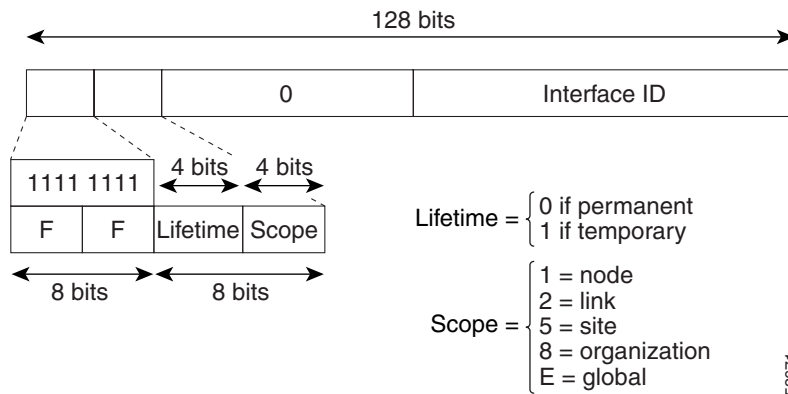 128 bits
0 Interface ID
4 bits 4 bits
1111 1111
F F Lifetime Scope
8 bits 8 bits
Lifetime = 0 if permanent
1 if temporary
Scope = 1 = node
2 = link
5 = site
8 = organization
E = global